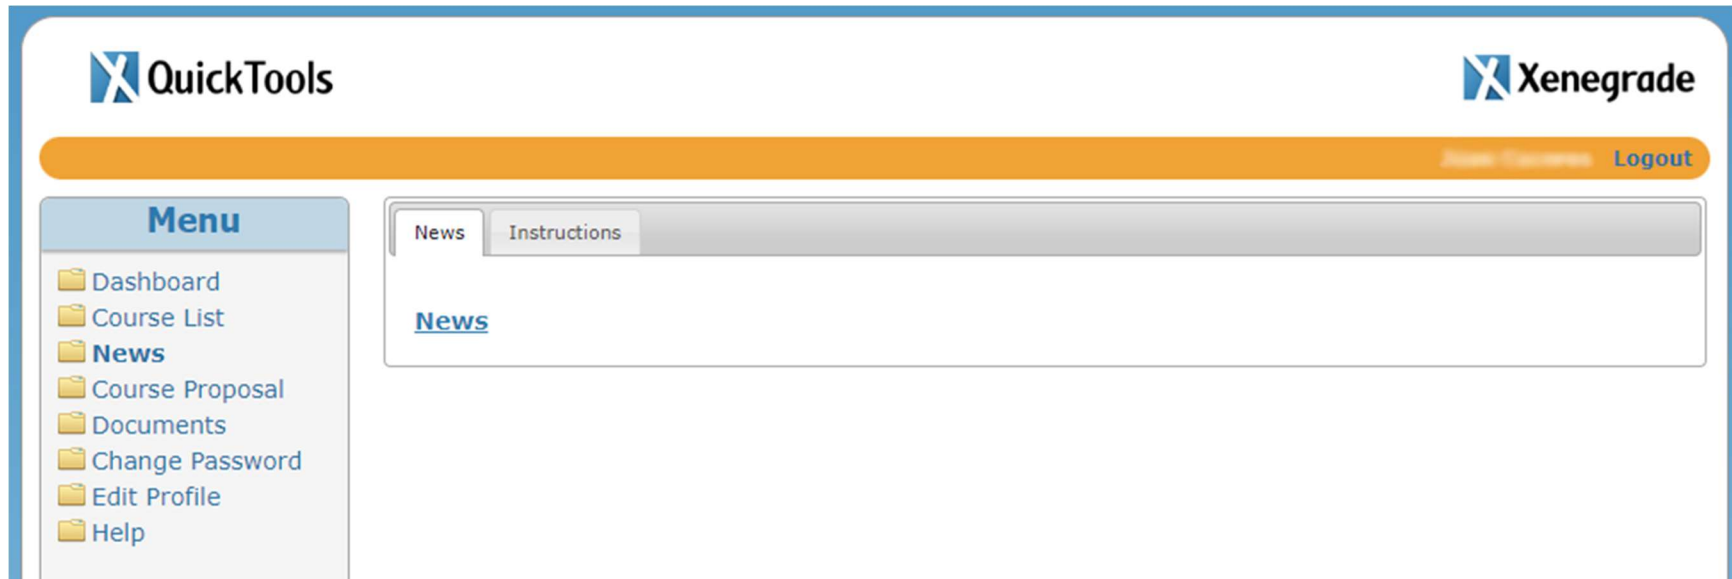 QuickTools
Xenegrade
Logout
Menu
Dashboard
Course List
News
Course Proposal
Documents
Change Password
Edit Profile
Help
News Instructions
News